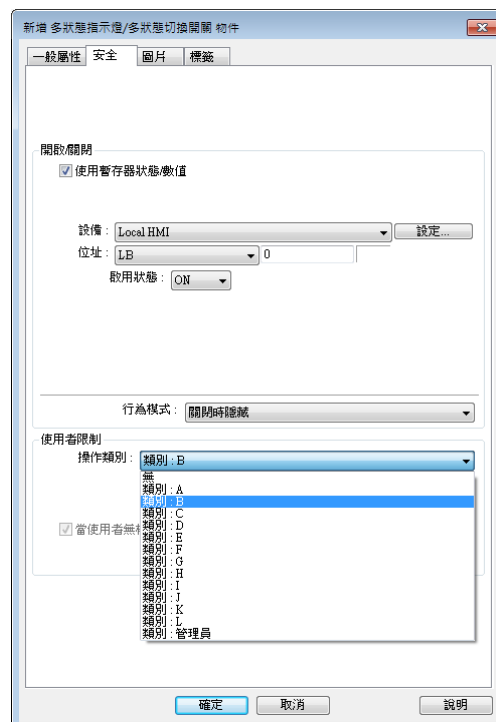 新增 多狀態指示燈/多狀態切換開關 物件
一般屬性 安全 圖片 標籤
開啟/關閉
使用暫存器狀態/數值
設備 : Local HMI 設定...
位址 : LB 0
啟用狀態 : ON
行為模式 : 關閉時隱藏
使用者限制
操作類別 : 類別 : B
無
類別 : A
類別 : B
類別 : C
類別 : D
當使用者無
類別 : E
類別 : F
類別 : G
類別 : H
類別 : I
類別 : J
類別 : K
類別 : L
類別 : 管理員
確定 取消 說明